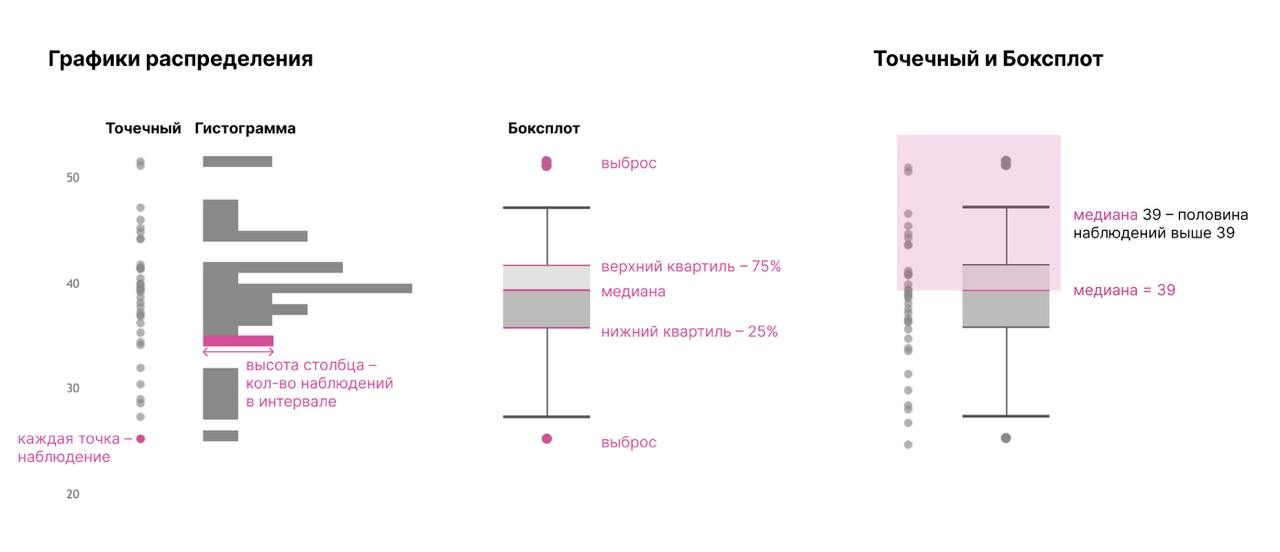 Графики распределения
Точечный и Боксплот
Точечный
Гистограмма
Боксплот
50
40
30
20
каждая точка –
наблюдение
высота столбца –
кол-во наблюдений
в интервале
выброс
верхний квартиль – 75%
медиана
нижний квартиль – 25%
выброс
медиана 39 – половина
наблюдений выше 39
медиана = 39